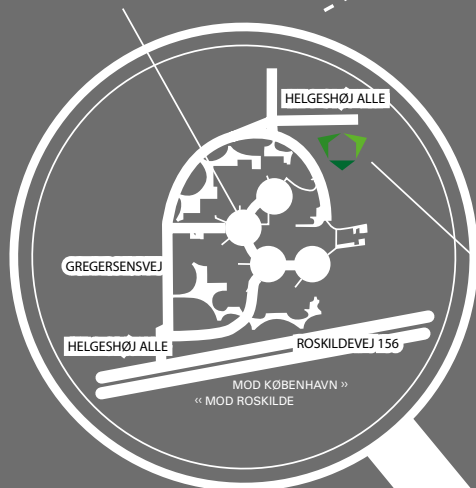 HELGESHØJ ALLE
GREGERSENSVEJ
HELGESHØJ ALLE
ROSKILDEVEJ 156
MOD KØBENHAVN ››
‹‹ MOD ROSKILDE